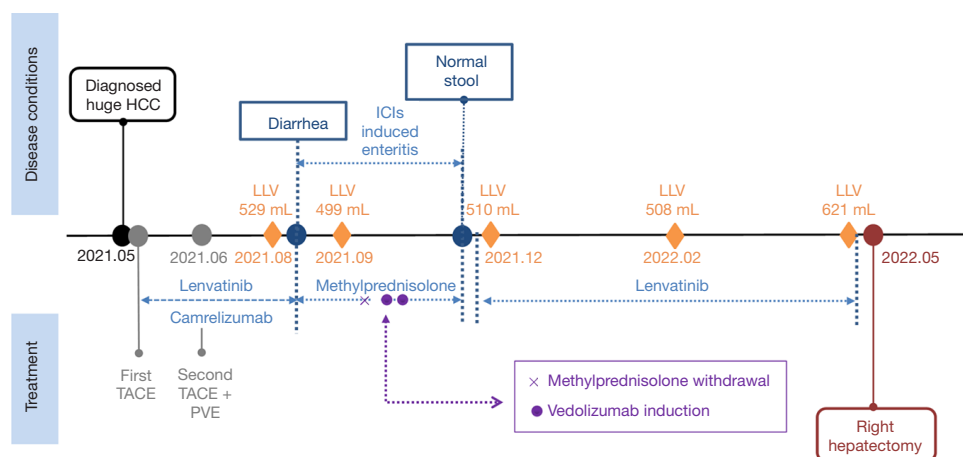 Disease conditions
Diagnosed
huge HCC
Diarrhea
Normal
stool
ICIs
induced
enteritis
LLV
529 mL
LLV
499 mL
LLV
510 mL
LLV
508 mL
LLV
621 mL
2021.05
2021.06
2021.08
2021.09
2021.12
2022.02
2022.05
Treatment
Lenvatinib
Camrelizumab
Methylprednisolone
Lenvatinib
First
TACE
Second
TACE +
PVE
× Methylprednisolone withdrawal
Vedolizumab induction
Right
hepatectomy